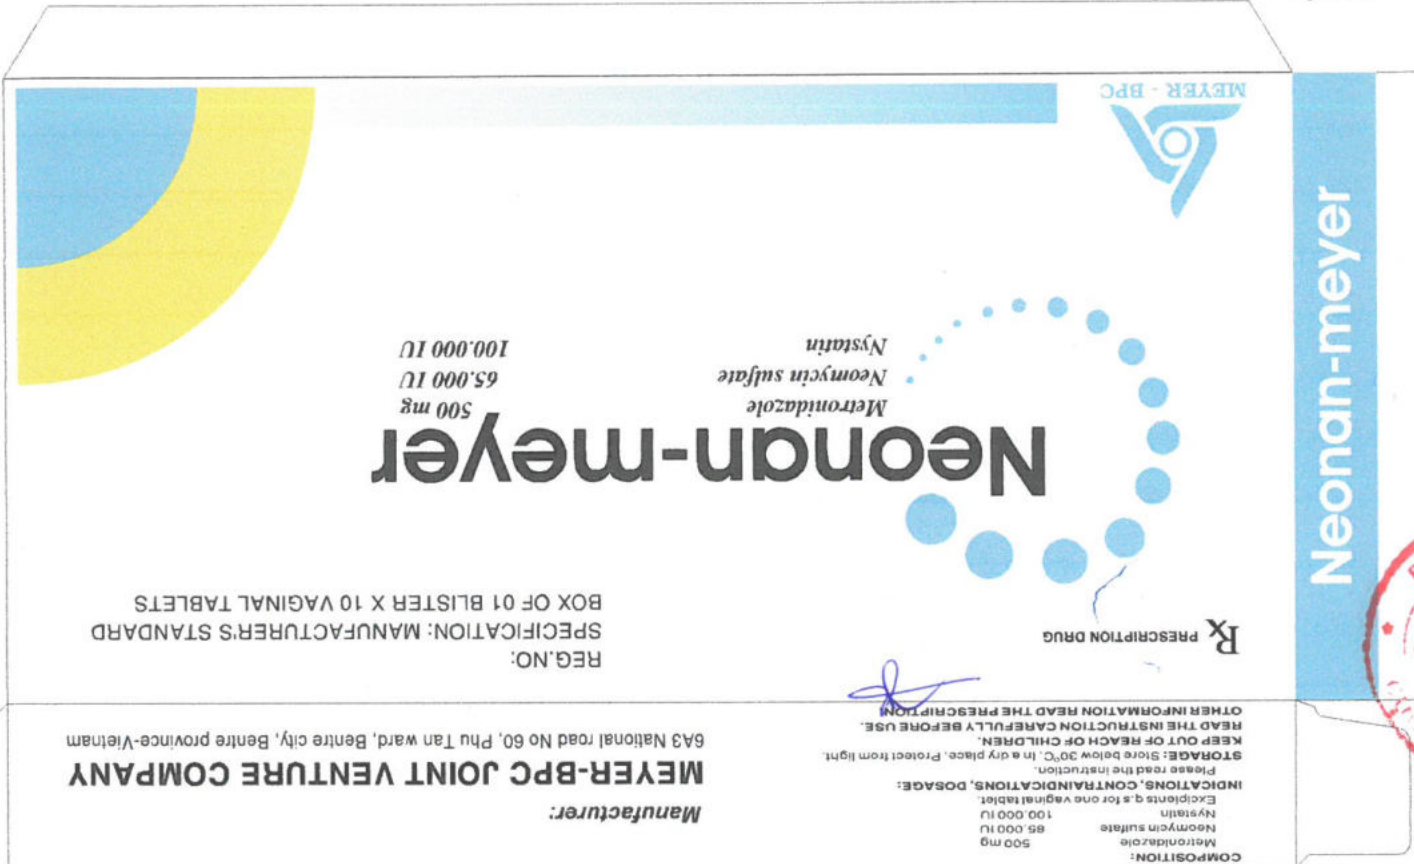 COMPOSITION:
Metronidazole 500 mg
Neomycin sulfate 65.000 IU
Nystatin 100.000 IU
Excipients q.s for one vaginal tablet.
INDICATIONS, CONTRAINDICATIONS, DOSAGE:
Please read the instruction.
STORAGE: Store below 30°C. In a dry place. Protect from light.
KEEP OUT OF REACH OF CHILDREN.
READ THE INSTRUCTION CAREFULLY BEFORE USE.
OTHER INFORMATION READ THE PRESCRIPTION
Manufacturer:
MEYER-BPC JOINT VENTURE COMPANY
6A3 National road No 60, Phu Tan ward, Bentre city, Bentre province-Vietnam
Rx PRESCRIPTION DRUG
REG.NO:
SPECIFICATION: MANUFACTURER'S STANDARD
BOX OF 01 BLISTER X 10 VAGINAL TABLETS
Neonan-meyer
Metronidazole 500 mg
Neomycin sulfate 65.000 IU
Nystatin 100.000 IU
MEYER - BPC
Neonan-meyer